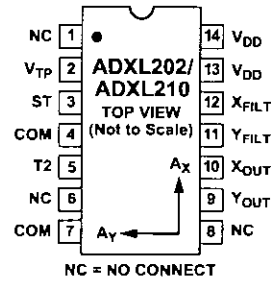 NC 1 14 VDD
VTP 2 ADXL202/ 13 VDD
ST 3 ADXL210 12 XFILT
TOP VIEW
COM 4 (Not to Scale) 11 YFILT
T2 5 AX 10 XOUT
NC 6 9 YOUT
COM 7 AY 8 NC
NC = NO CONNECT